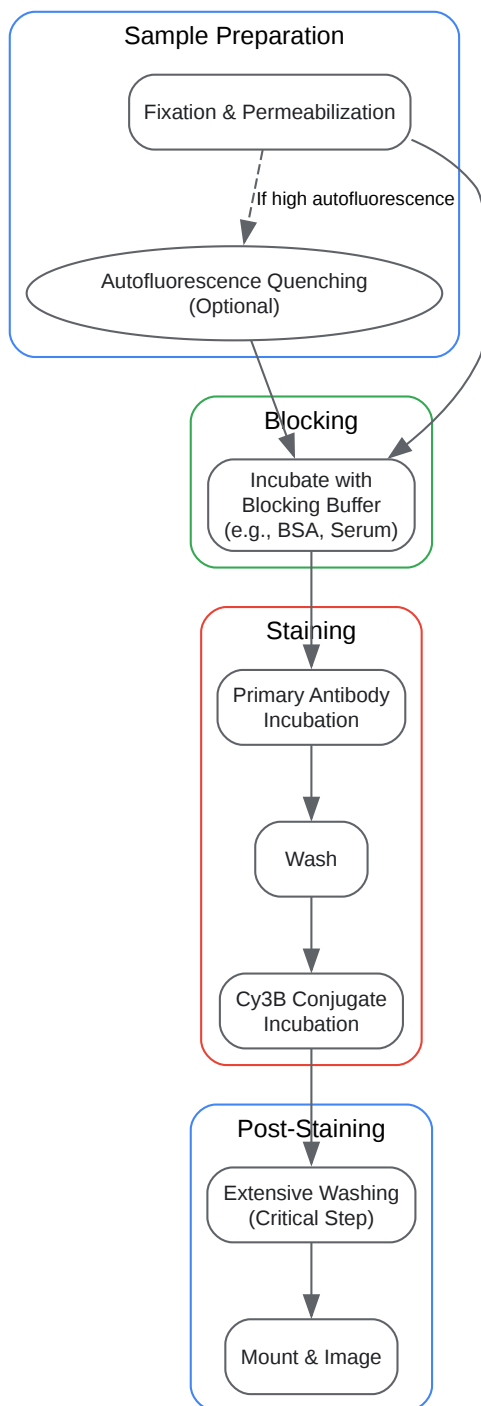 Sample Preparation
Fixation & Permeabilization
If high autofluorescence
Autofluorescence Quenching
(Optional)
Blocking
Incubate with
Blocking Buffer
(e.g., BSA, Serum)
Staining
Primary Antibody
Incubation
Wash
Cy3B Conjugate
Incubation
Post-Staining
Extensive Washing
(Critical Step)
Mount & Image